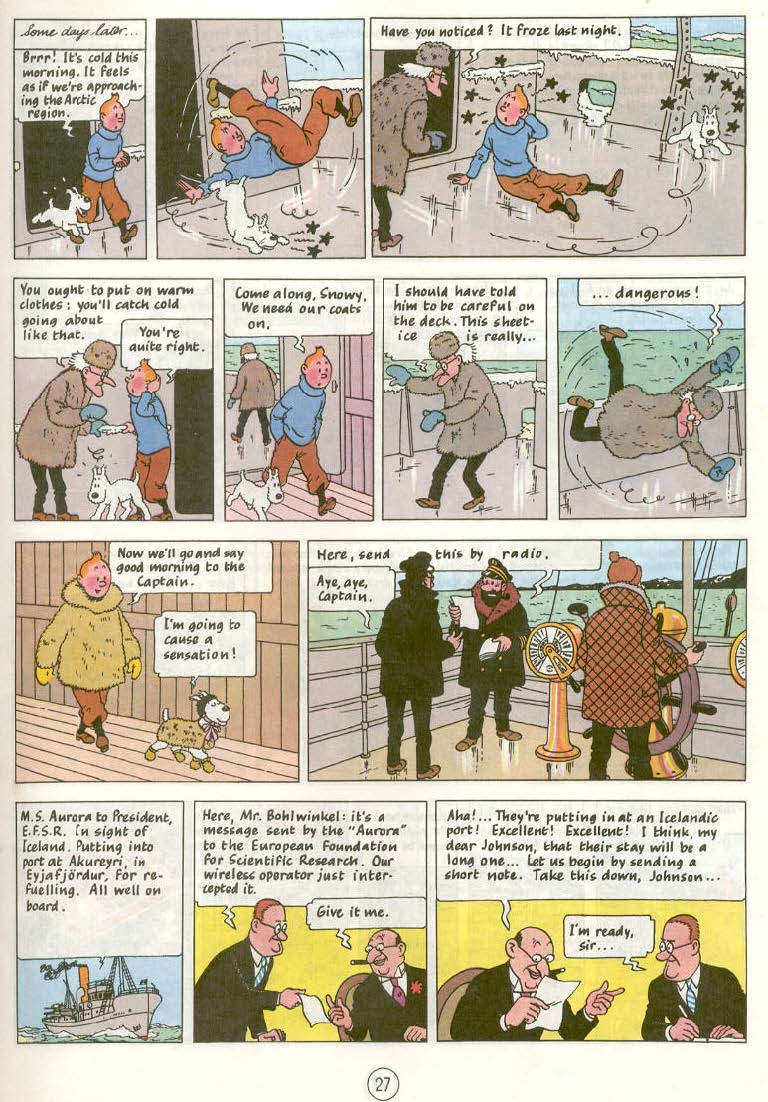 Some days later...
Brrr! It's cold this
morning. It feels
as if we're approach-
ing the Arctic
region.
Have you noticed? It froze last night.
You ought to put on warm
clothes: you'll catch cold
going about
like that.
You're
quite right.
Come along, Snowy.
We need our coats
on.
I should have told
him to be careful on
the deck. This sheet-
ice is really...
... dangerous!
Now we'll go and say
good morning to the
Captain.
I'm going to
cause a
sensation!
Here, send this by radio.
Aye, aye,
Captain.
M.S. Aurora to President,
E.F.S.R. In sight of
Iceland. Putting into
port at Akureyri, in
Eyjafjördur, for re-
fuelling. All well on
board.
Here, Mr. Bohlwinkel: it's a
message sent by the "Aurora"
to the European Foundation
for Scientific Research. Our
wireless operator just inter-
cepted it.
Give it me.
Aha!... They're putting in at an Icelandic
port! Excellent! Excellent! I think, my
dear Johnson, that their stay will be a
long one... Let us begin by sending a
short note. Take this down, Johnson...
I'm ready,
sir...
27